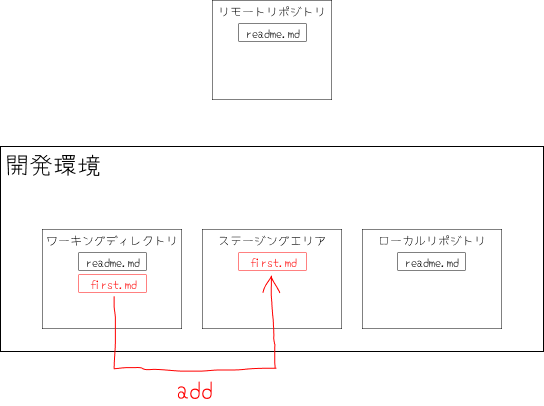 リモートリポジトリ
readme.md
開発環境
ワーキングディレクトリ
readme.md
first.md
ステージングエリア
first.md
ローカルリポジトリ
readme.md
add